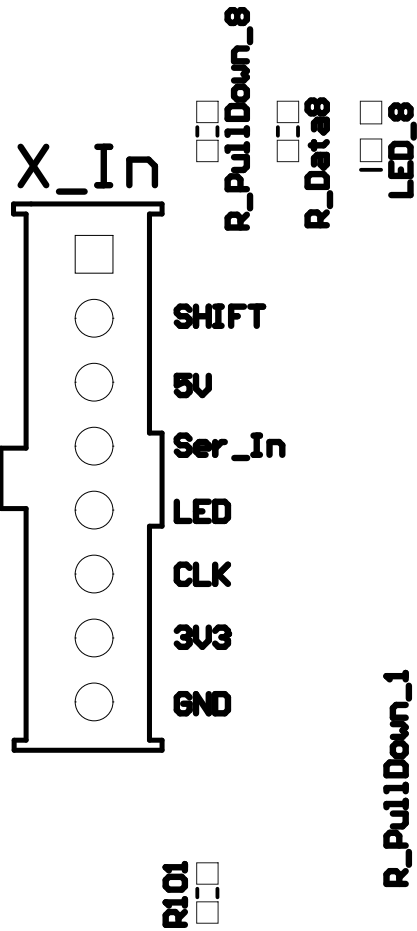 R_PullDown_8
R_Data8
LED_8
X_In
SHIFT
5V
Ser_In
LED
CLK
3V3
GND
R_PullDown_1
R101